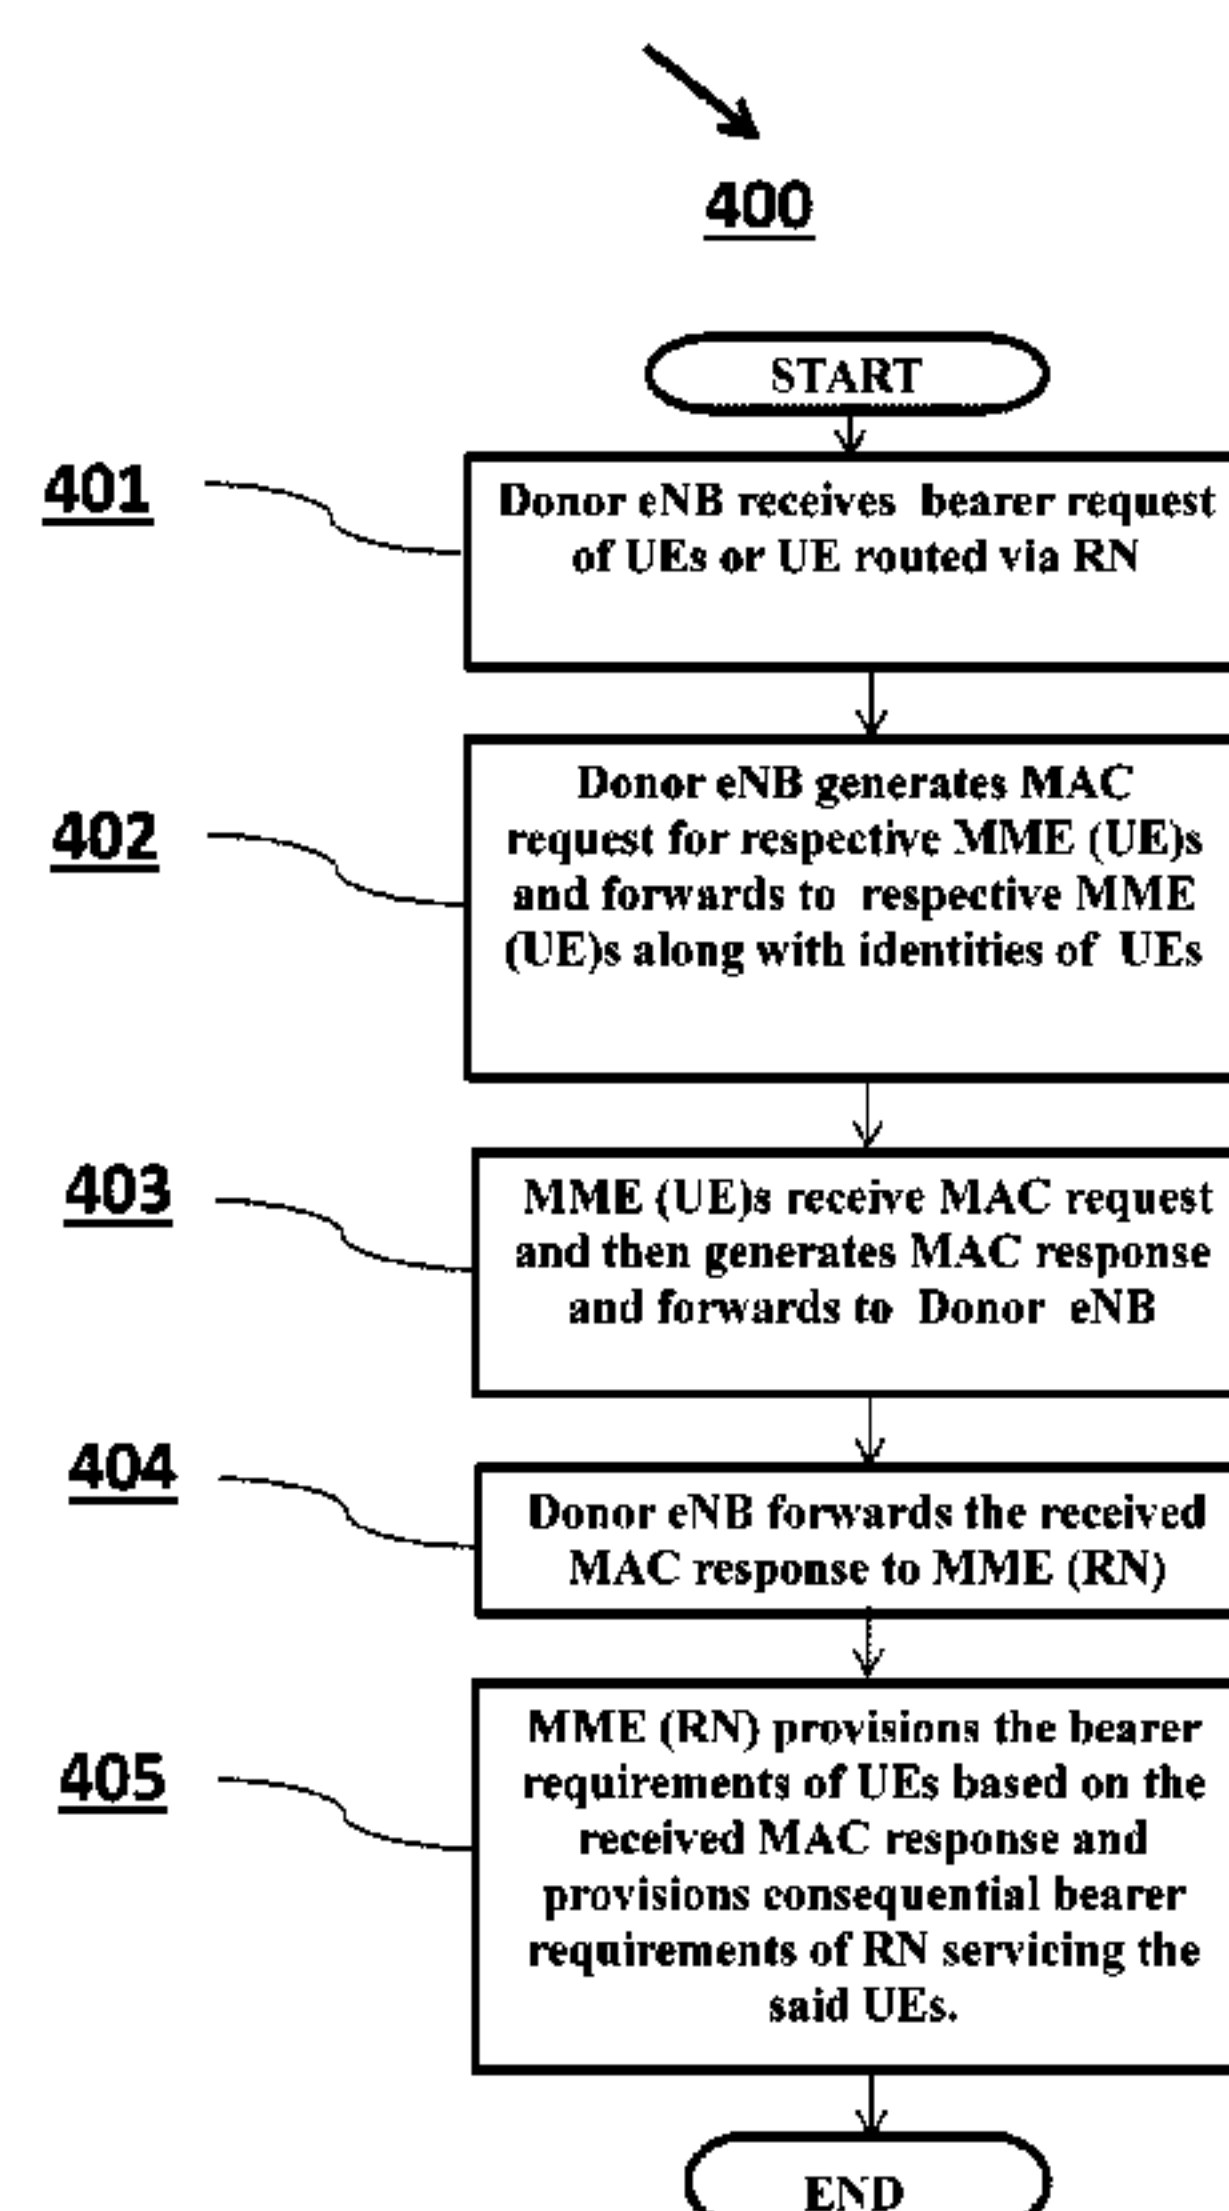 400
START
401
Donor eNB receives bearer request
of UEs or UE routed via RN
402
Donor eNB generates MAC
request for respective MME (UE)s
and forwards to respective MME
(UE)s along with identities of UEs
403
MME (UE)s receive MAC request
and then generates MAC response
and forwards to Donor eNB
404
Donor eNB forwards the received
MAC response to MME (RN)
405
MME (RN) provisions the bearer
requirements of UEs based on the
received MAC response and
provisions consequential bearer
requirements of RN servicing the
said UEs.
END